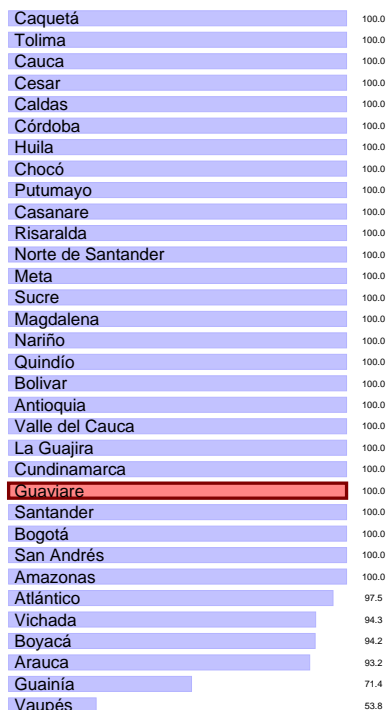 Caquetá 100.0
Tolima 100.0
Cauca 100.0
Cesar 100.0
Caldas 100.0
Córdoba 100.0
Huila 100.0
Chocó 100.0
Putumayo 100.0
Casanare 100.0
Risaralda 100.0
Norte de Santander 100.0
Meta 100.0
Sucre 100.0
Magdalena 100.0
Nariño 100.0
Quindío 100.0
Bolivar 100.0
Antioquia 100.0
Valle del Cauca 100.0
La Guajira 100.0
Cundinamarca 100.0
Guaviare 100.0
Santander 100.0
Bogotá 100.0
San Andrés 100.0
Amazonas 100.0
Atlántico 97.5
Vichada 94.3
Boyacá 94.2
Arauca 93.2
Guainía 71.4
Vaupés 53.8